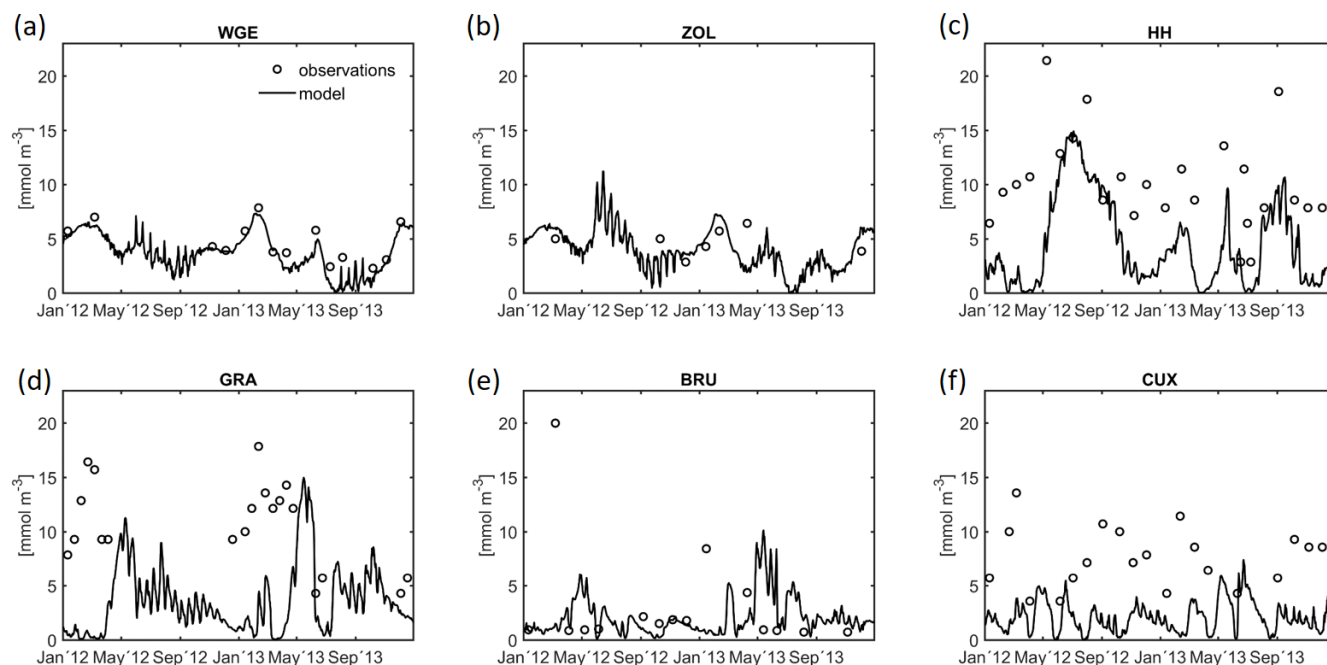 (a) WGE
20
15
10
5
0
[mmol m⁻³]
observations
model
Jan´12 May´12 Sep´12 Jan´13 May´13 Sep´13
(b) ZOL
20
15
10
5
0
[mmol m⁻³]
Jan´12 May´12 Sep´12 Jan´13 May´13 Sep´13
(c) HH
20
15
10
5
0
[mmol m⁻³]
Jan´12 May´12 Sep´12 Jan´13 May´13 Sep´13
(d) GRA
20
15
10
5
0
[mmol m⁻³]
Jan´12 May´12 Sep´12 Jan´13 May´13 Sep´13
(e) BRU
20
15
10
5
0
[mmol m⁻³]
Jan´12 May´12 Sep´12 Jan´13 May´13 Sep´13
(f) CUX
20
15
10
5
0
[mmol m⁻³]
Jan´12 May´12 Sep´12 Jan´13 May´13 Sep´13